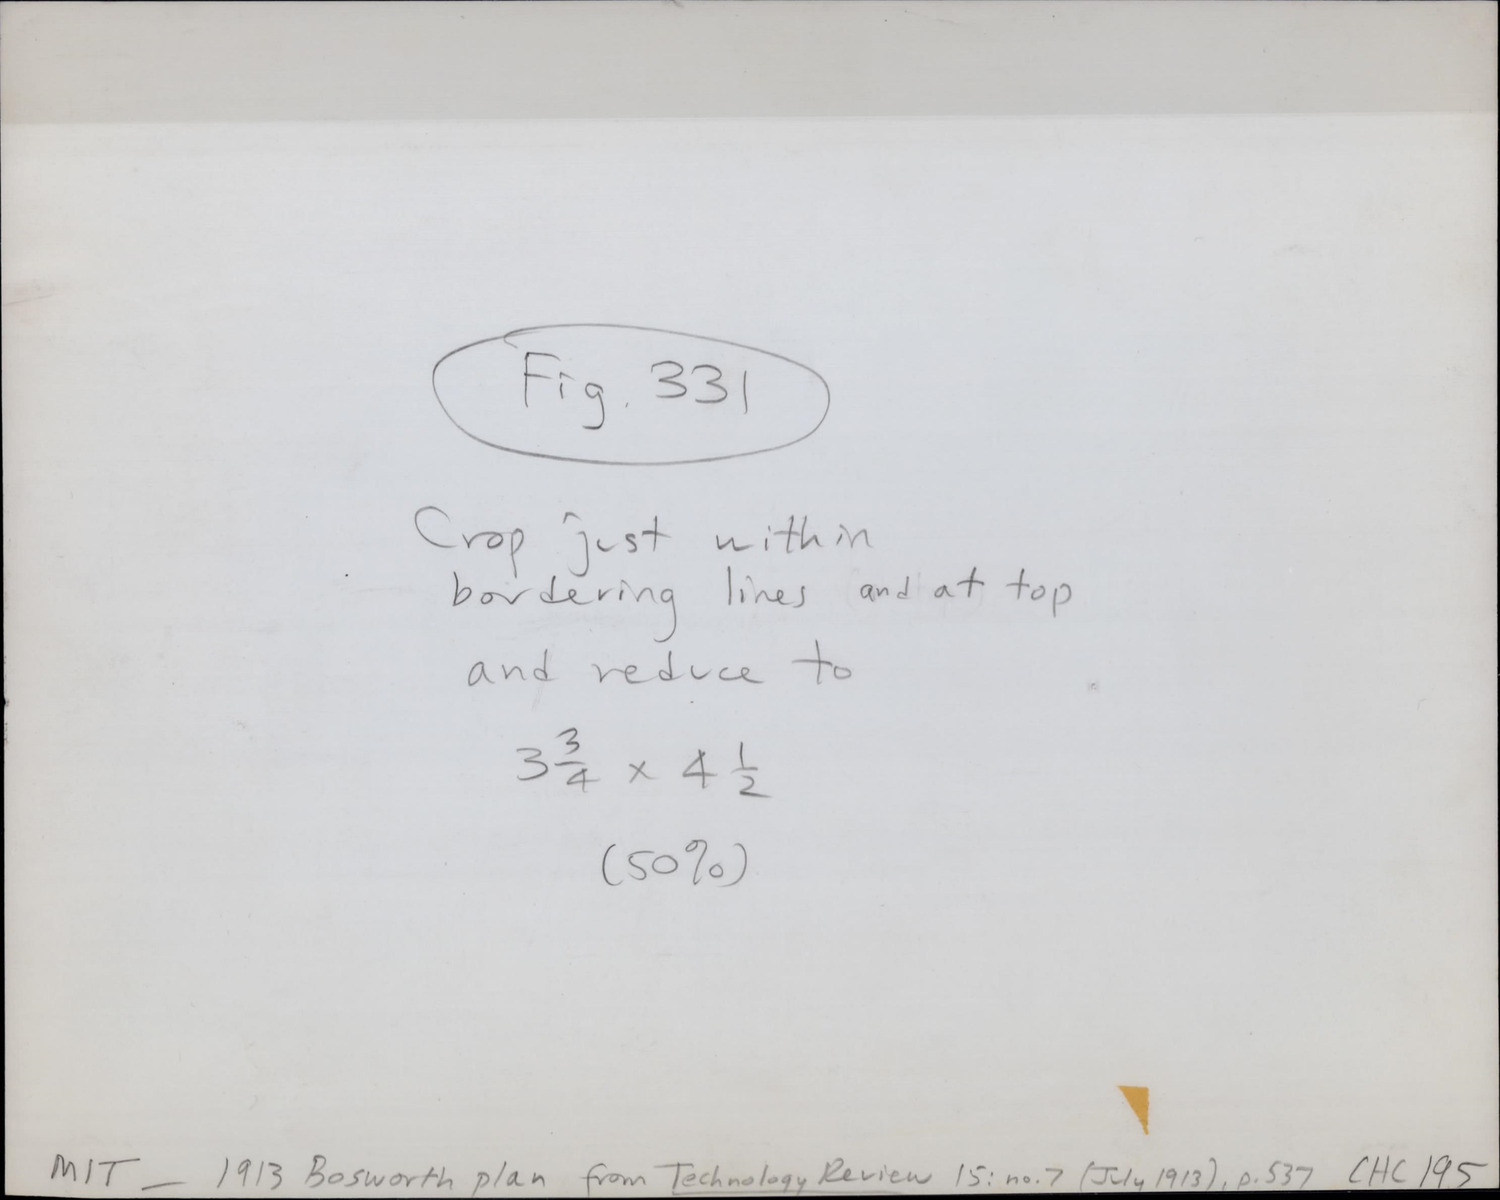 Fig. 331
Crop just within
bordering lines and at top
and reduce to
3 3/4 x 4 1/2
(50%)
MIT — 1913 Bosworth plan from Technology Review 15: no. 7 (July 1913), p. 537 CHC 195